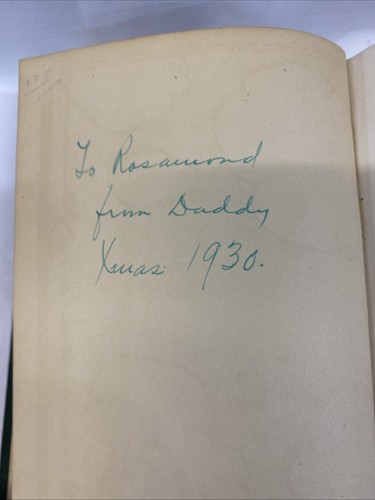 To Rosamond
from Daddy
Xmas 1930.